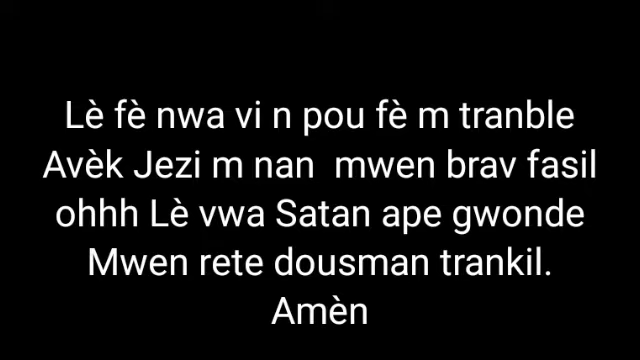 Lè fè nwa vi n pou fè m tranble
Avèk Jezi m nan  mwen brav fasil
ohhh Lè vwa Satan ape gwonde
Mwen rete dousman trankil.
Amèn